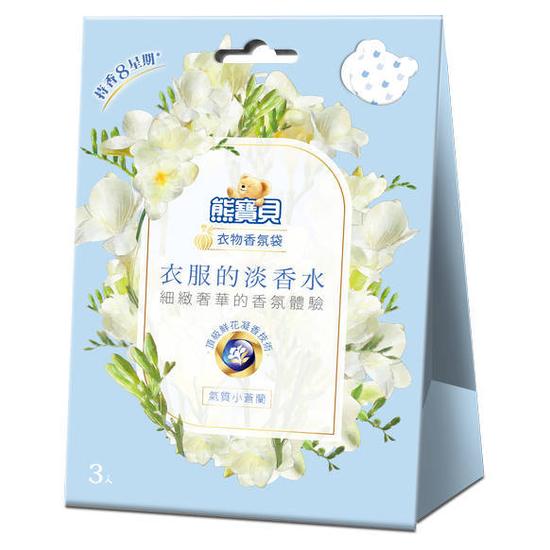 持香8星期*
熊寶貝
衣物香氛袋
衣服的淡香水
細緻奢華的香氛體驗
頂級鮮花凝香技術
氣質小蒼蘭
3入